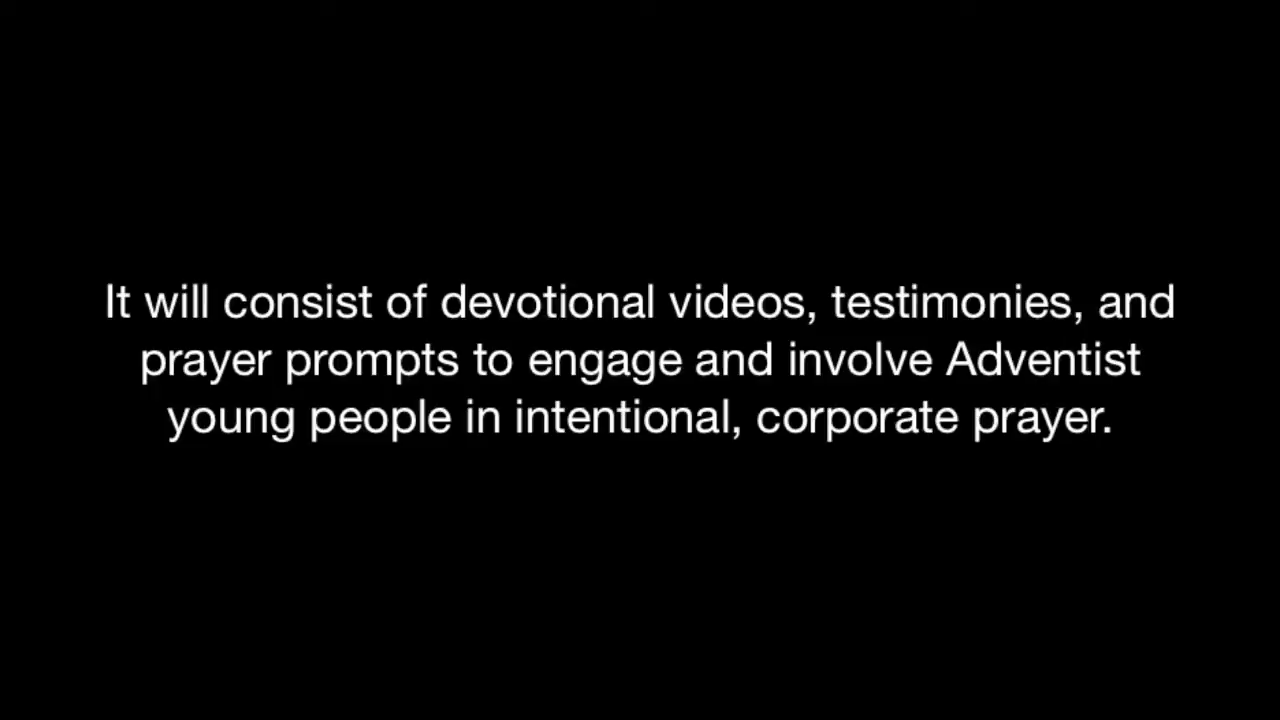 It will consist of devotional videos, testimonies, and
prayer prompts to engage and involve Adventist
young people in intentional, corporate prayer.